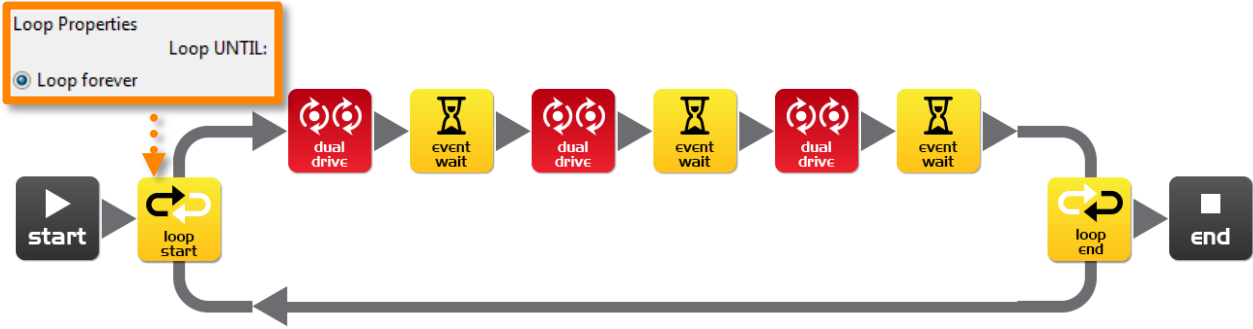 Loop Properties
Loop UNTIL:
Loop forever
dual
drive
event
wait
dual
drive
event
wait
dual
drive
event
wait
start
loop
start
loop
end
end